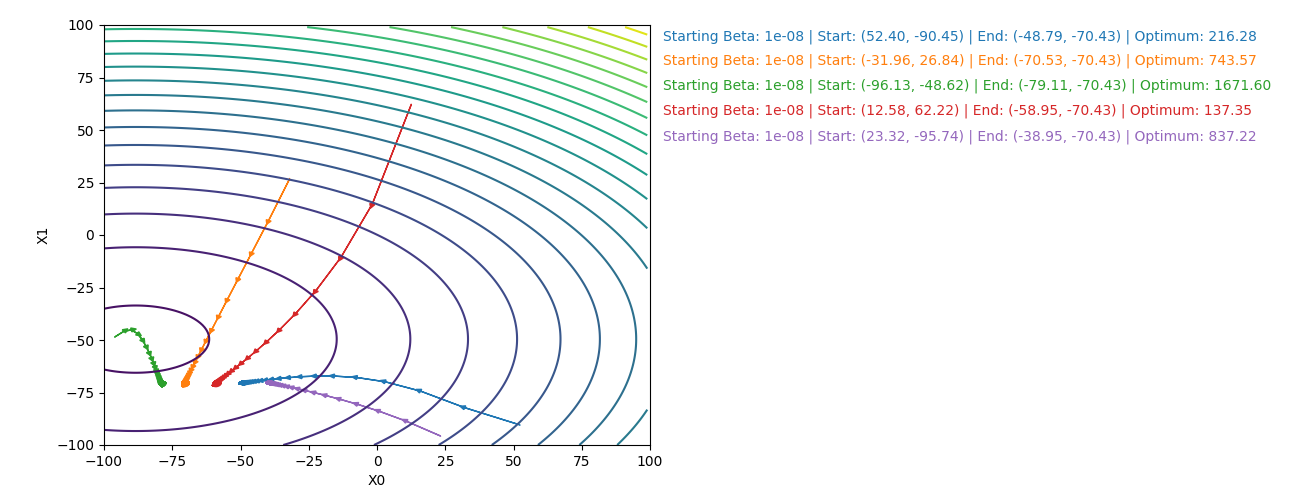 100
75
50
25
0
−25
−50
−75
−100
X1
−100
−75
−50
−25
0
25
50
75
100
X0
Starting Beta: 1e-08 | Start: (52.40, -90.45) | End: (-48.79, -70.43) | Optimum: 216.28
Starting Beta: 1e-08 | Start: (-31.96, 26.84) | End: (-70.53, -70.43) | Optimum: 743.57
Starting Beta: 1e-08 | Start: (-96.13, -48.62) | End: (-79.11, -70.43) | Optimum: 1671.60
Starting Beta: 1e-08 | Start: (12.58, 62.22) | End: (-58.95, -70.43) | Optimum: 137.35
Starting Beta: 1e-08 | Start: (23.32, -95.74) | End: (-38.95, -70.43) | Optimum: 837.22